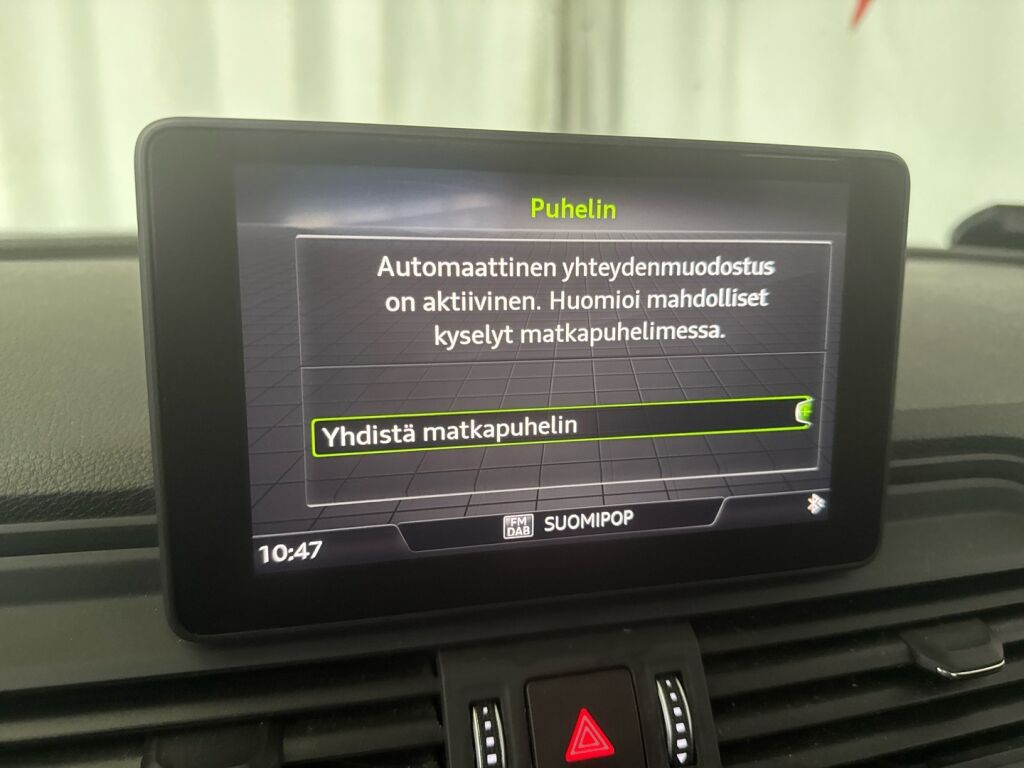 Puhelin
Automaattinen yhteydenmuodostus
on aktiivinen. Huomioi mahdolliset
kyselyt matkapuhelimessa.
Yhdistä matkapuhelin
FM
DAB
SUOMIPOP
10:47